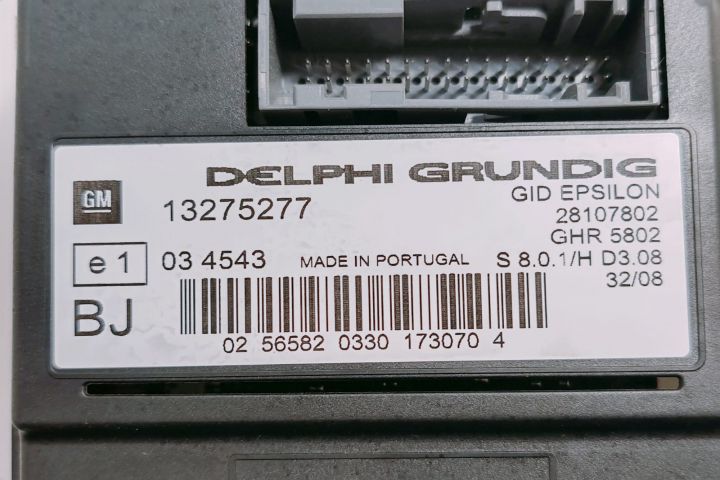 DELPHI GRUNDIG
GM
13275277
GID EPSILON
28107802
GHR 5802
e1
03 4543
MADE IN PORTUGAL
S 8.0.1/H D3.08
32/08
BJ
02 56582 0330 173070 4